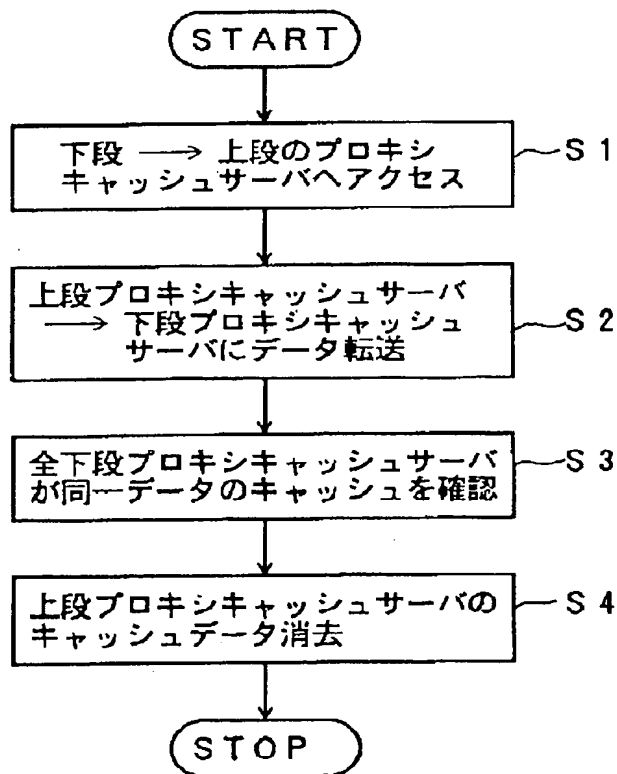 START
下段 → 上段のプロキシ
キャッシュサーバへアクセス
S1
上段プロキシキャッシュサーバ
→ 下段プロキシキャッシュ
サーバにデータ転送
S2
全下段プロキシキャッシュサーバ
が同一データのキャッシュを確認
S3
上段プロキシキャッシュサーバの
キャッシュデータ消去
S4
STOP